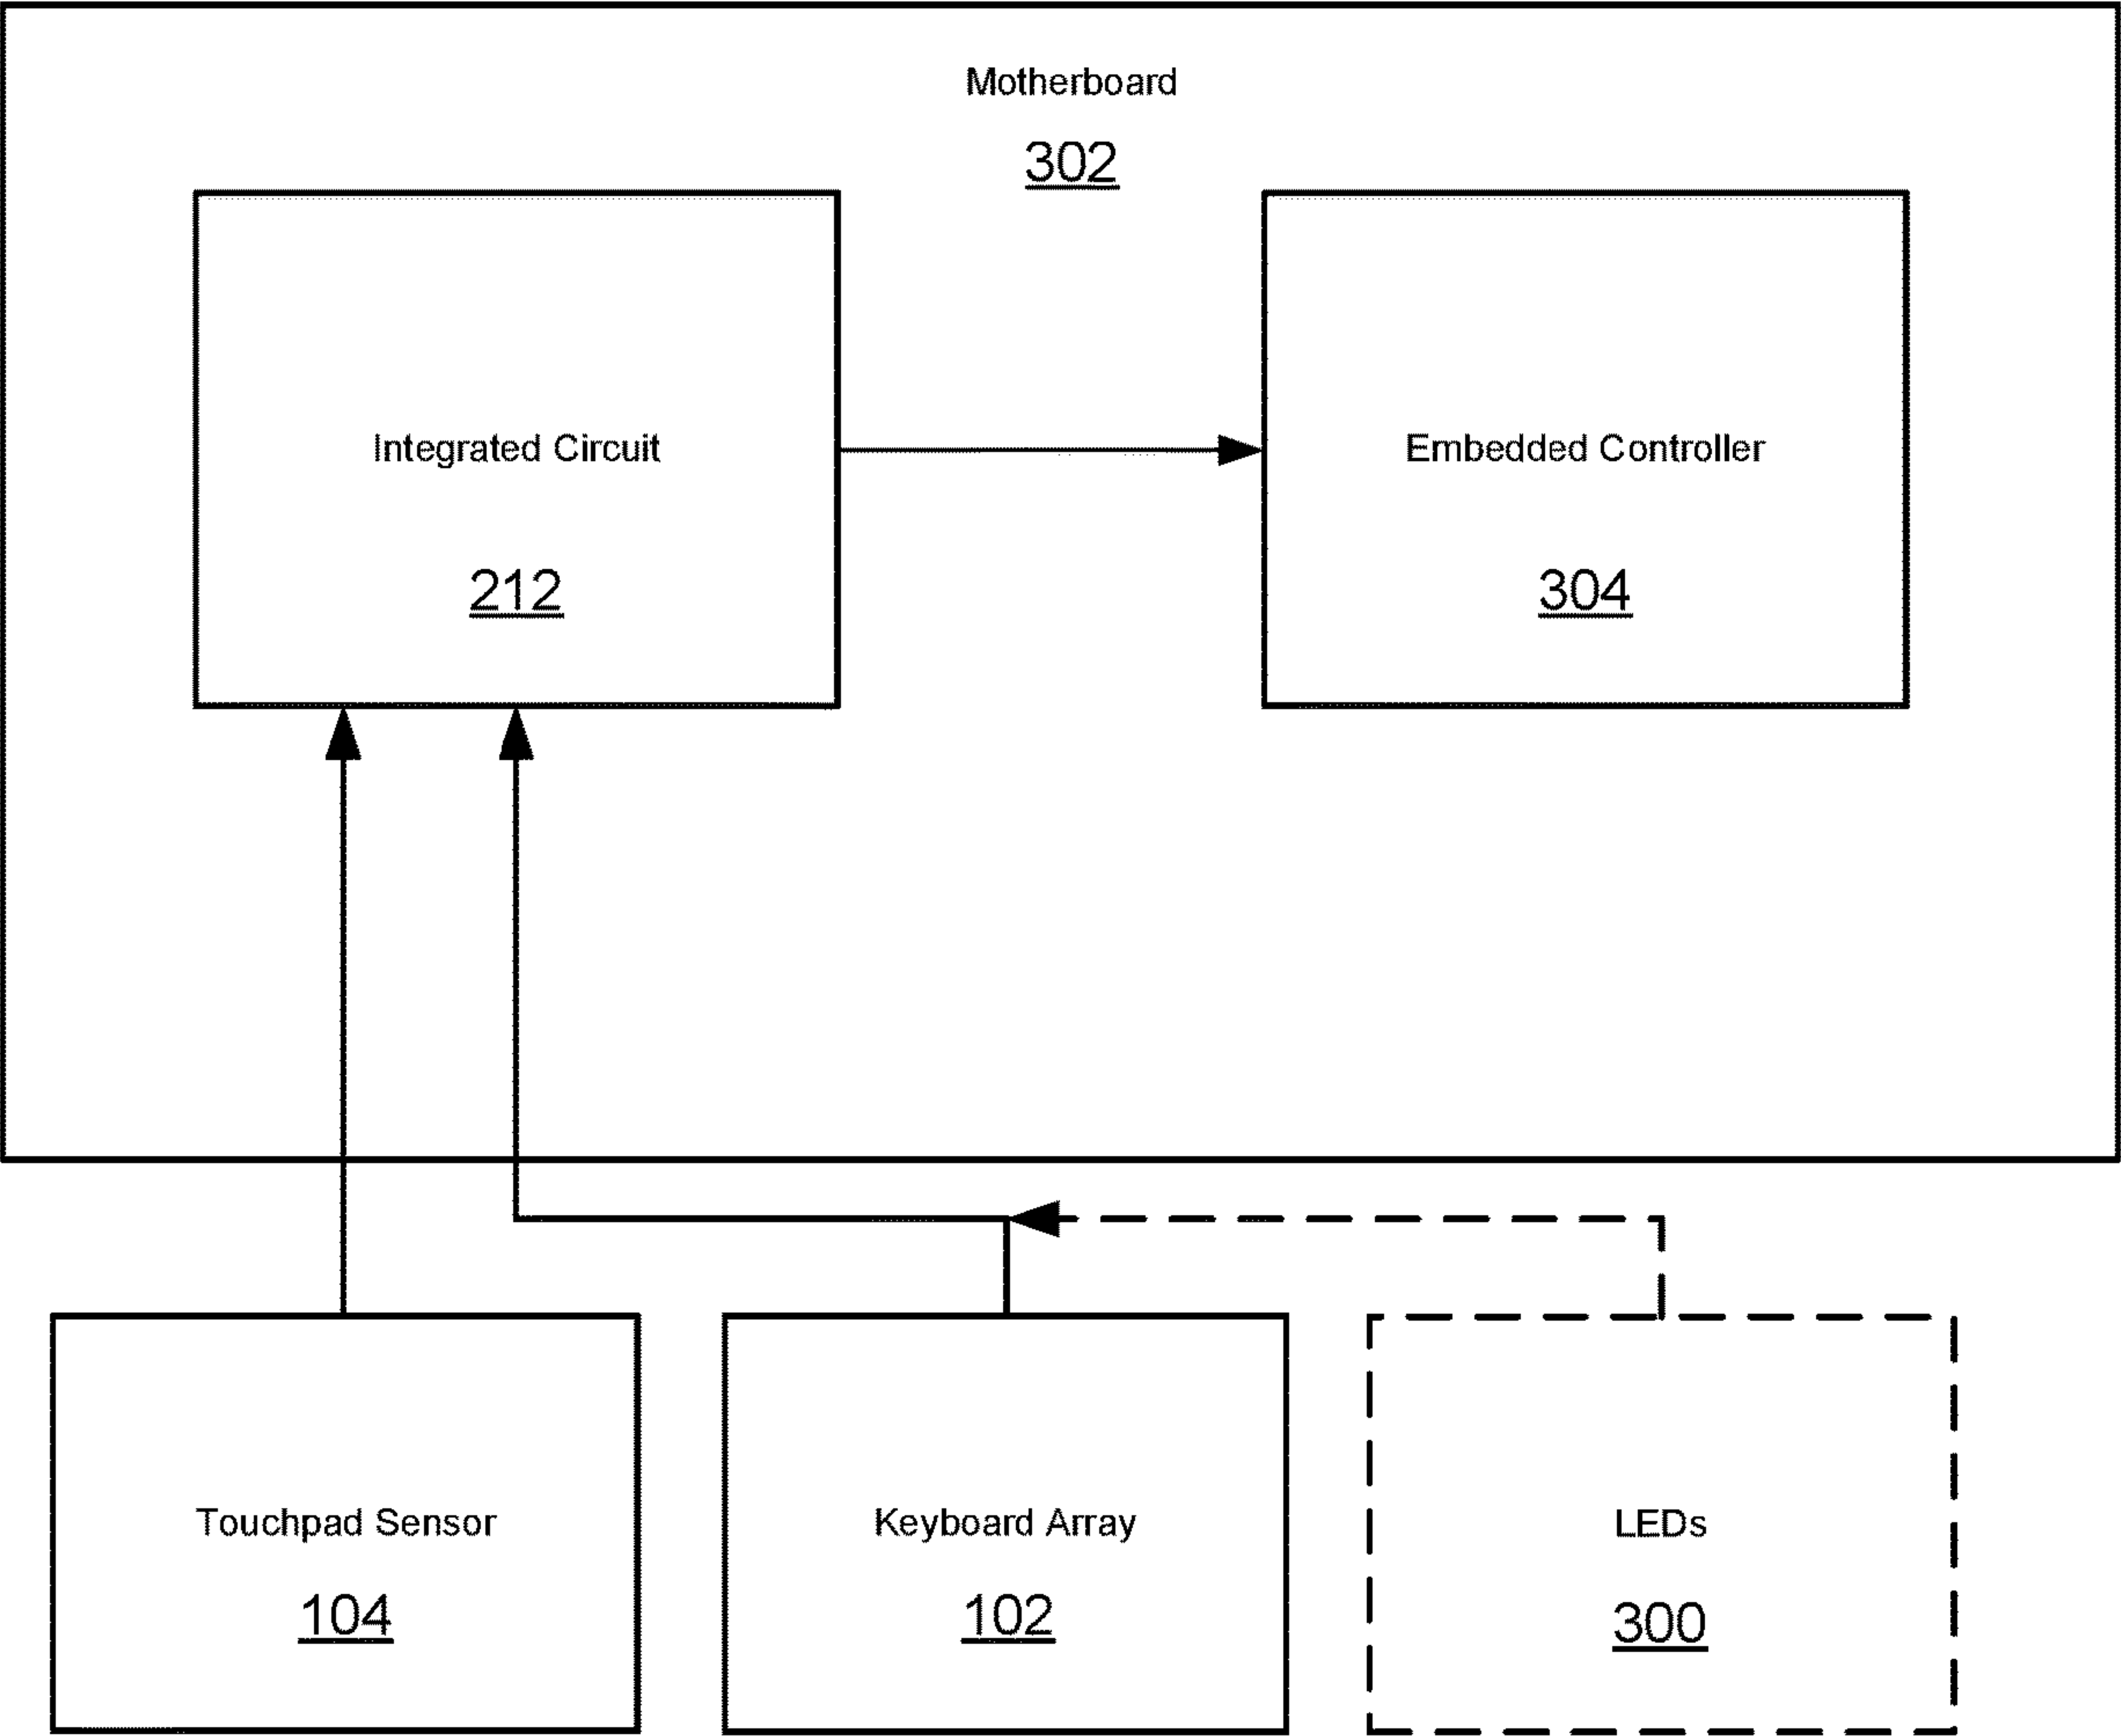 Motherboard
302
Integrated Circuit
212
Embedded Controller
304
Touchpad Sensor
104
Keyboard Array
102
LEDs
300